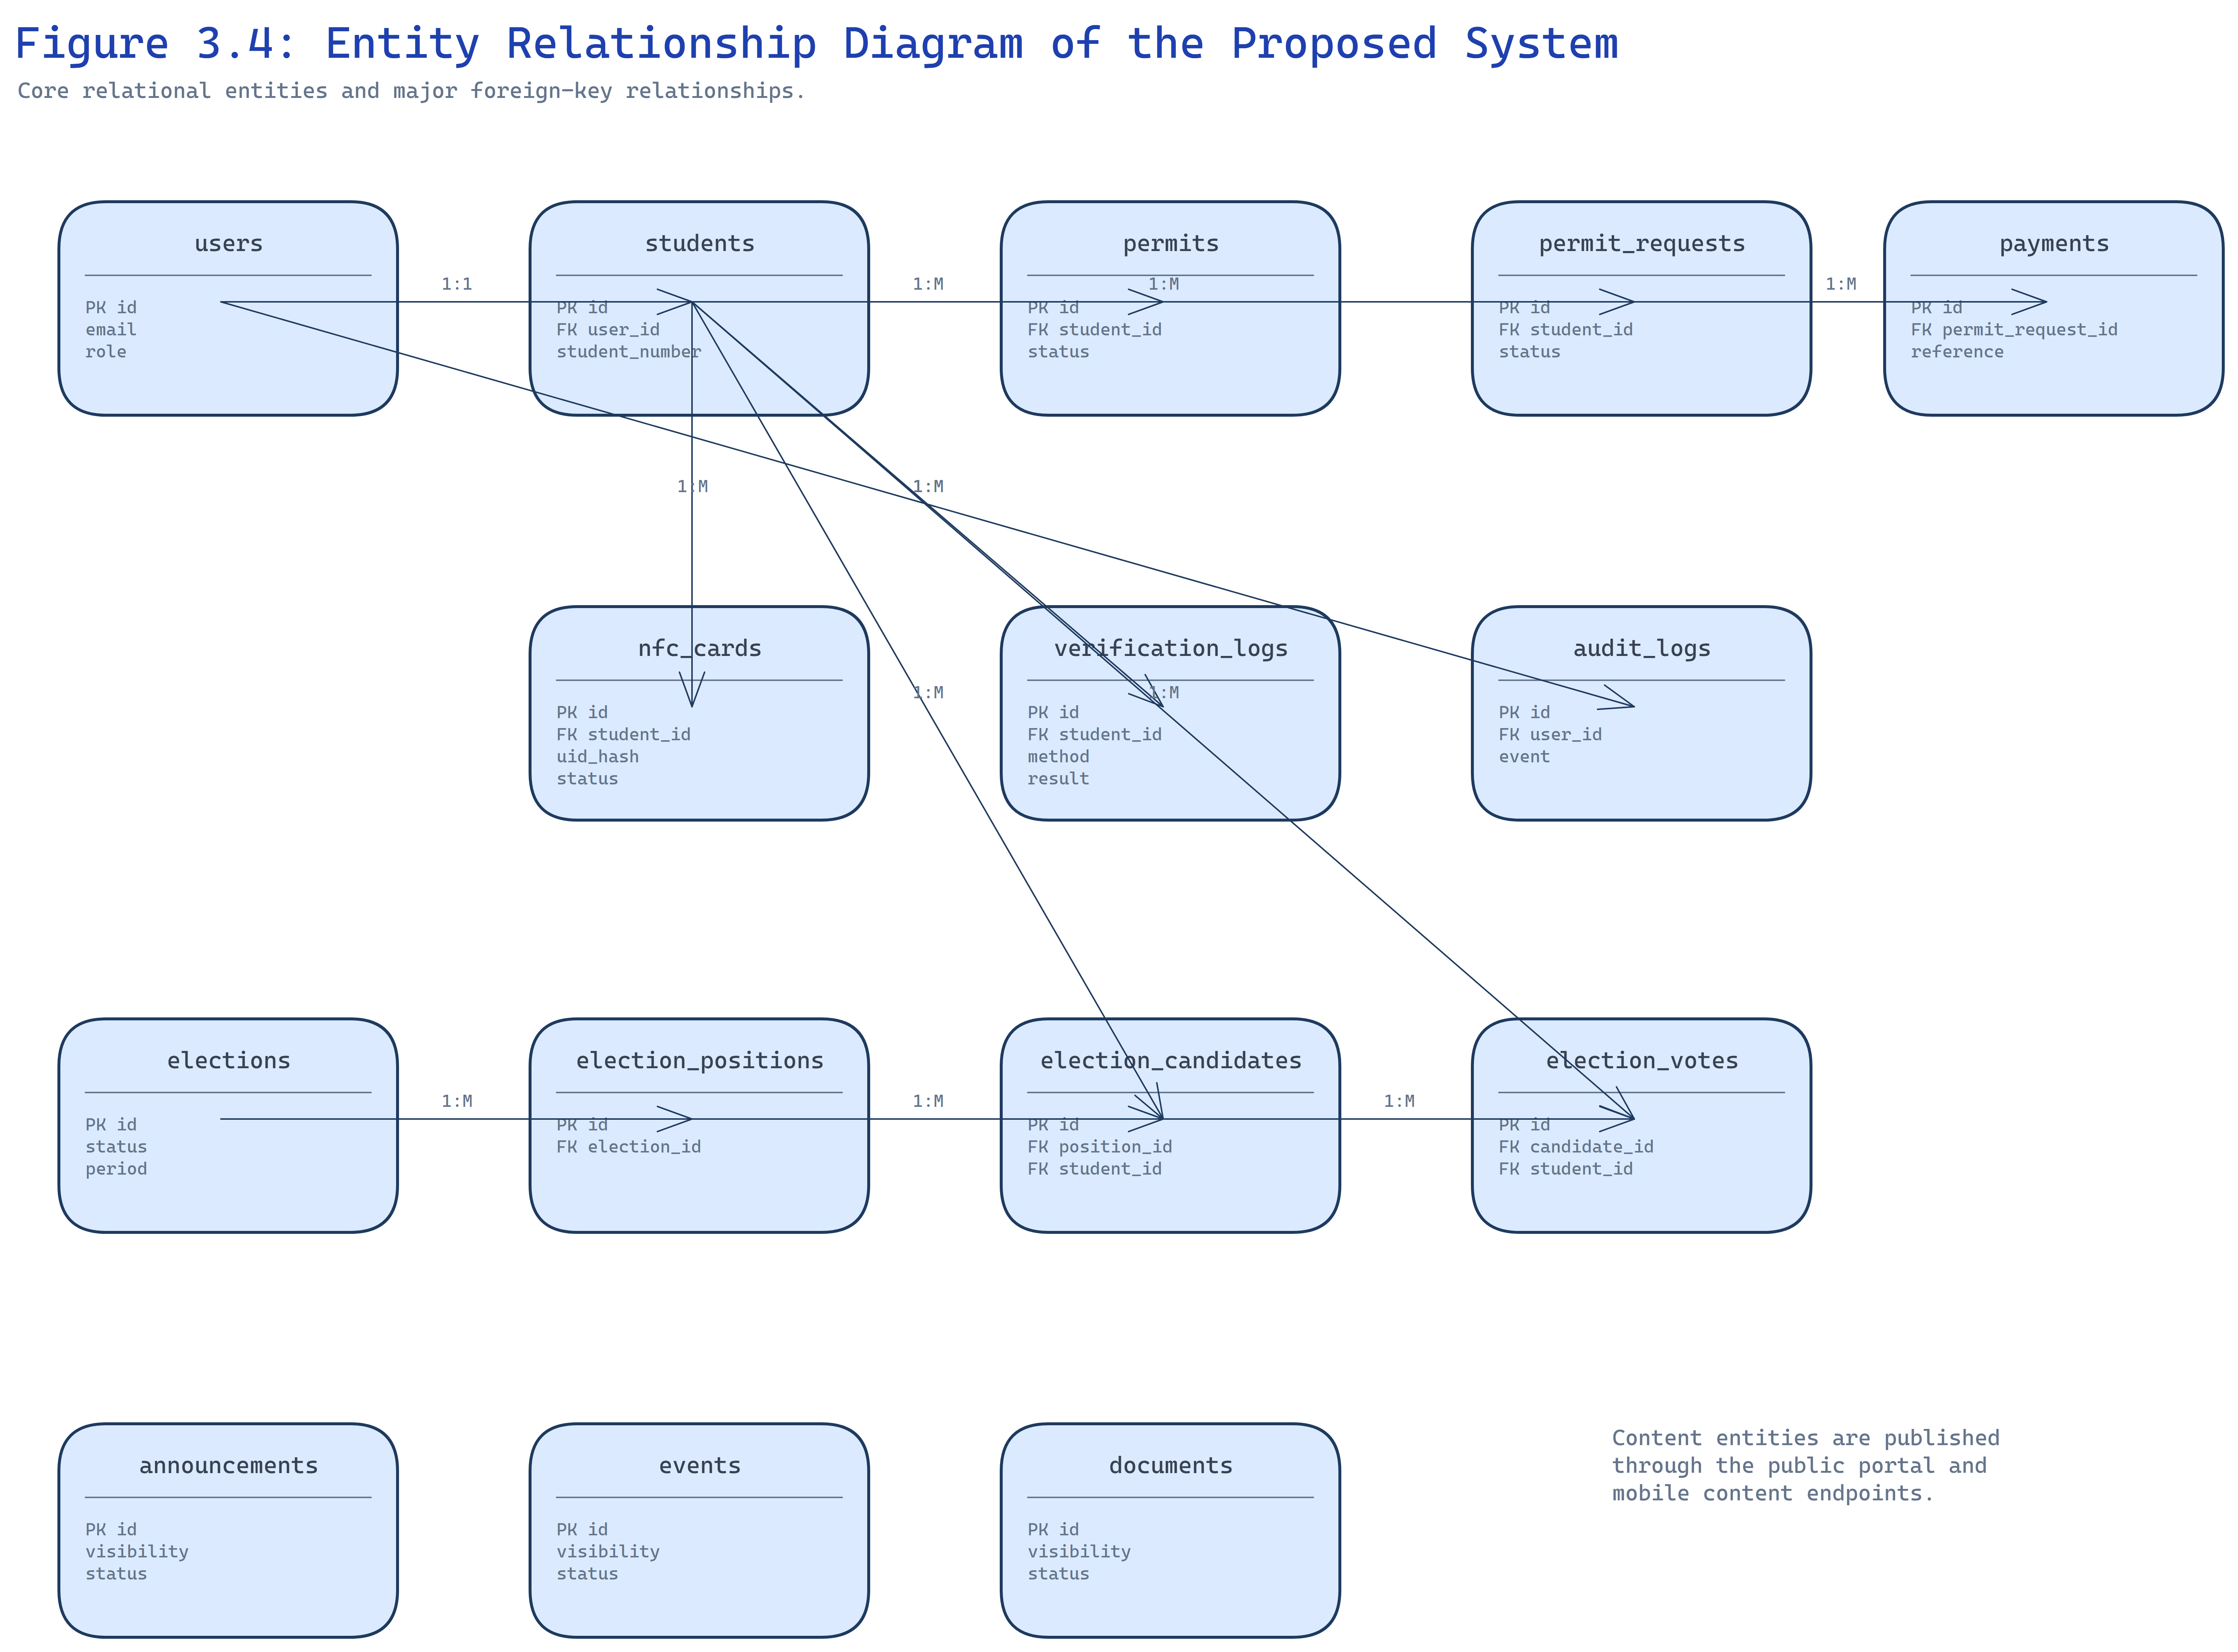 Figure 3.4: Entity Relationship Diagram of the Proposed System
Core relational entities and major foreign-key relationships.
users
PK id
email
role
1:1
students
PK id
FK user_id
student_number
1:M
permits
1:M
PK id
FK student_id
status
permit_requests
PK id
FK student_id
status
1:M
payments
PK id
FK permit_request_id
reference
1:M
1:M
nfc_cards
PK id
FK student_id
uid_hash
status
1:M
verification_logs
1:M
PK id
FK student_id
method
result
audit_logs
PK id
FK user_id
event
elections
PK id
status
period
1:M
election_positions
PK id
FK election_id
1:M
election_candidates
PK id
FK position_id
FK student_id
1:M
election_votes
PK id
FK candidate_id
FK student_id
announcements
PK id
visibility
status
events
PK id
visibility
status
documents
PK id
visibility
status
Content entities are published
through the public portal and
mobile content endpoints.